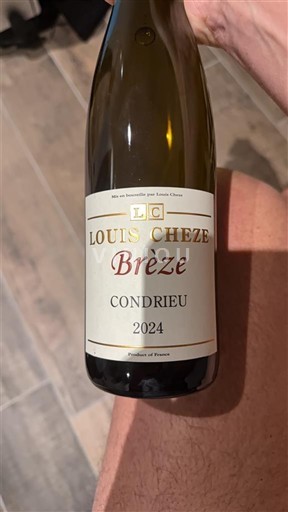 Mis en bouteille par Louis Cheze
LC
LOUIS CHEZE
Brèze
CONDRIEU
2024
Product of France